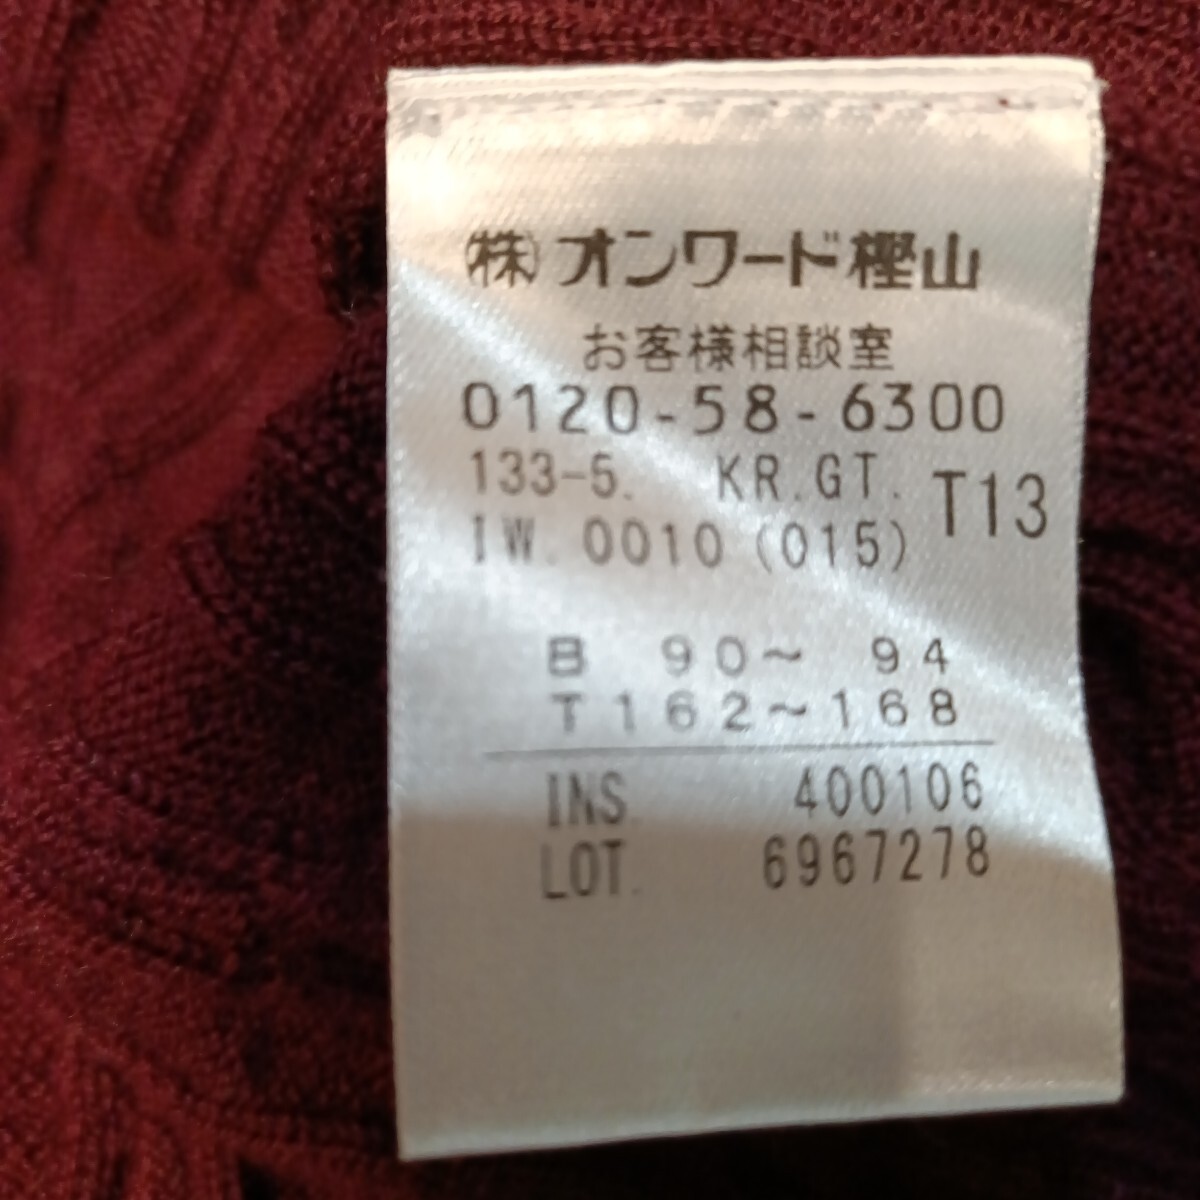 ㈱オンワード樫山
お客様相談室
0120-58-6300
133-5. KR.GT. T13
IW.0010(015)
B 90～ 94
T162～168
INS. 400106
LOT. 6967278